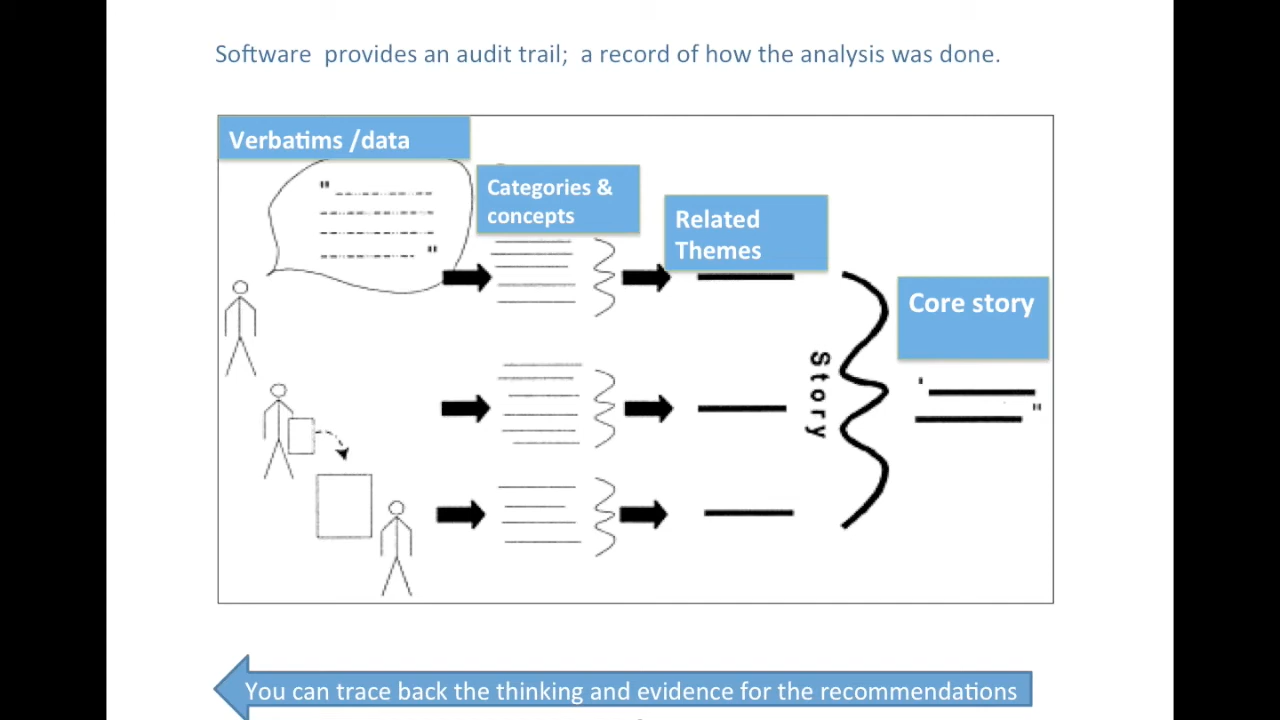 Software  provides an audit trail;  a record of how the analysis was done.
Verbatims /data
Categories &
concepts
Related
Themes
Core story
Story
You can trace back the thinking and evidence for the recommendations